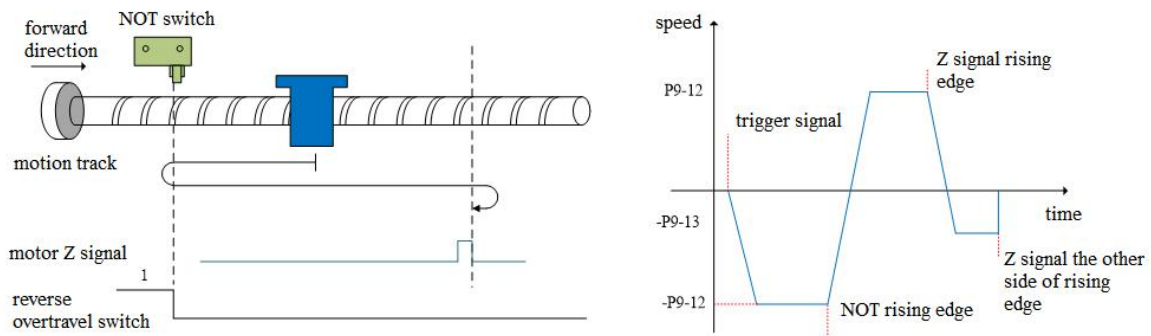 NOT switch
forward
direction
motion track
motor Z signal
1
reverse
overtravel switch
speed
Z signal rising
edge
P9-12
trigger signal
time
-P9-13
Z signal the other
side of rising
edge
-P9-12
NOT rising edge